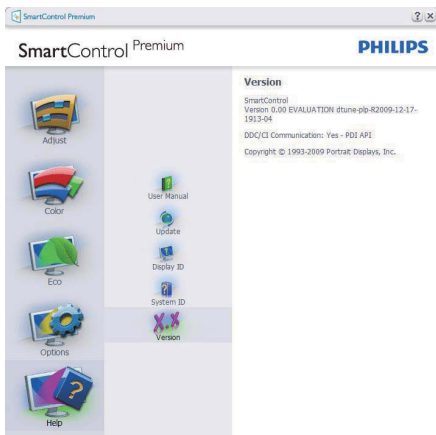 SmartControl Premium
SmartControl Premium
PHILIPS
Adjust
Color
Eco
Options
Help
User Manual
Update
Display ID
System ID
X.X
Version
Version
SmartControl
Version 0.00 EVALUATION dtune-plp-R2009-12-17-
1913-04
DDC/CI Communication: Yes - PDI API
Copyright © 1993-2009 Portrait Displays, Inc.